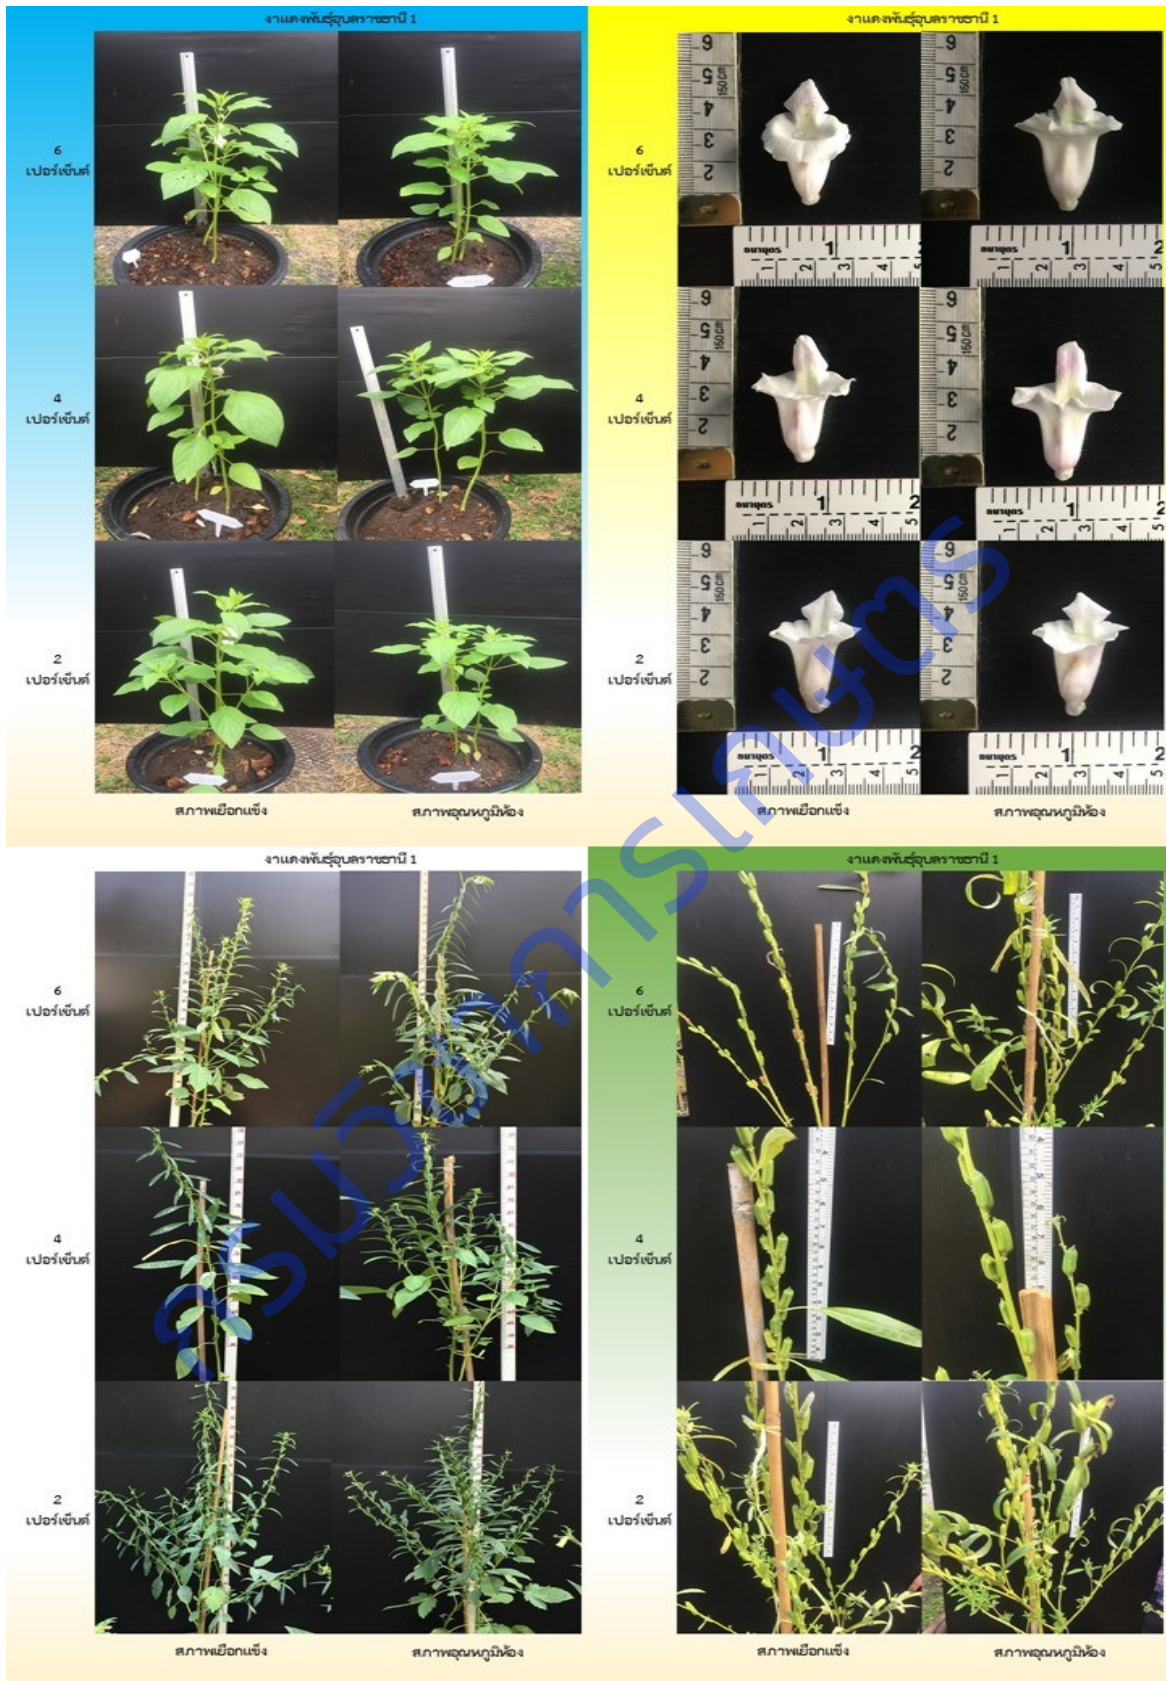 งาแดงพันธุ์อุบลราชธานี 1
6
เปอร์เซ็นต์
4
เปอร์เซ็นต์
2
เปอร์เซ็นต์
สภาพเยือกแข็ง
สภาพอุณหภูมิห้อง
งาแดงพันธุ์อุบลราชธานี 1
6
เปอร์เซ็นต์
4
เปอร์เซ็นต์
2
เปอร์เซ็นต์
สภาพเยือกแข็ง
สภาพอุณหภูมิห้อง
งาแดงพันธุ์อุบลราชธานี 1
6
เปอร์เซ็นต์
4
เปอร์เซ็นต์
2
เปอร์เซ็นต์
สภาพเยือกแข็ง
สภาพอุณหภูมิห้อง
งาแดงพันธุ์อุบลราชธานี 1
6
เปอร์เซ็นต์
4
เปอร์เซ็นต์
2
เปอร์เซ็นต์
สภาพเยือกแข็ง
สภาพอุณหภูมิห้อง
กรมวิชาการเกษตร